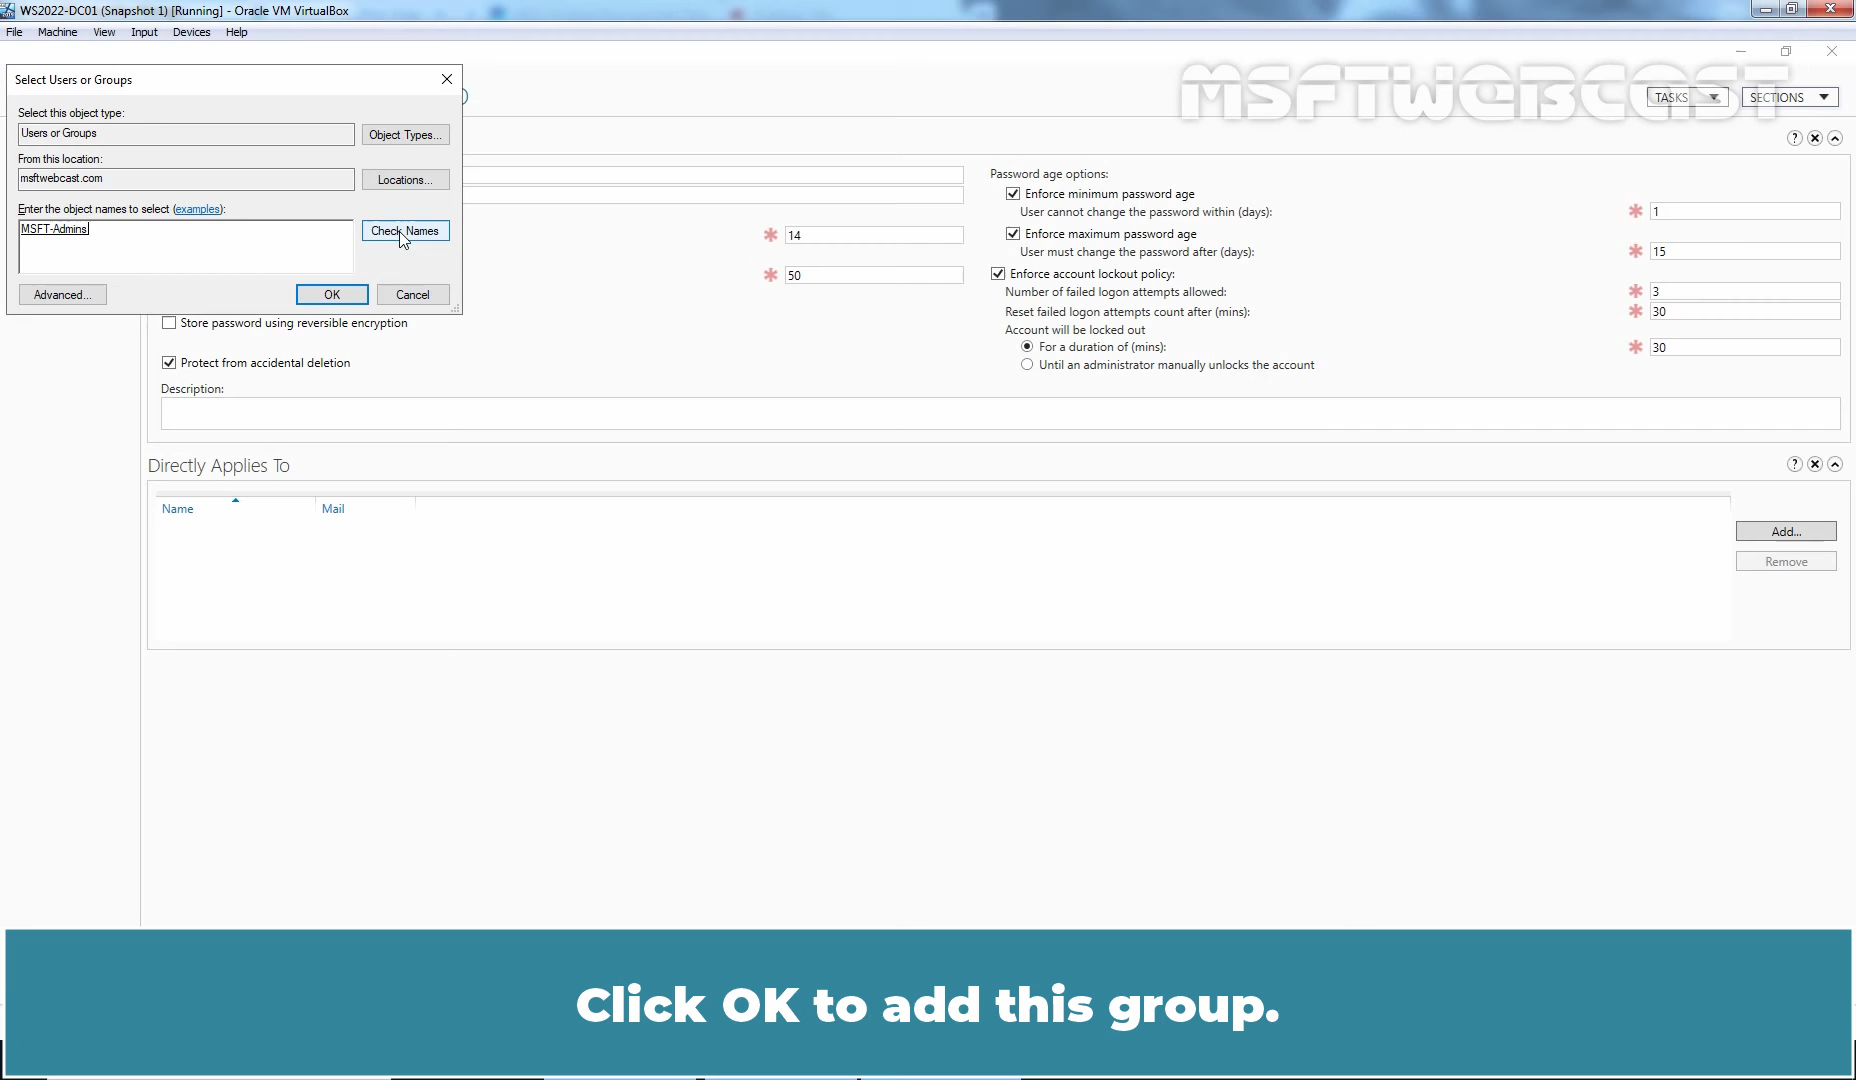 WS2022-DC01 (Snapshot 1) [Running] - Oracle VM VirtualBox
File Machine View Input Devices Help
Select Users or Groups
MSFTWEBCAST
TASKS SECTIONS
Select this object type:
Users or Groups
Object Types...
From this location:
msftwebcast.com
Locations...
Enter the object names to select (examples):
MSFT-Admins
Check Names
Advanced...
OK
Cancel
14
50
Store password using reversible encryption
Protect from accidental deletion
Description:
Password age options:
Enforce minimum password age
User cannot change the password within (days): * 1
Enforce maximum password age
User must change the password after (days): * 15
Enforce account lockout policy:
Number of failed logon attempts allowed: * 3
Reset failed logon attempts count after (mins): * 30
Account will be locked out
For a duration of (mins): * 30
Until an administrator manually unlocks the account
Directly Applies To
Name Mail
Add...
Remove
Click OK to add this group.